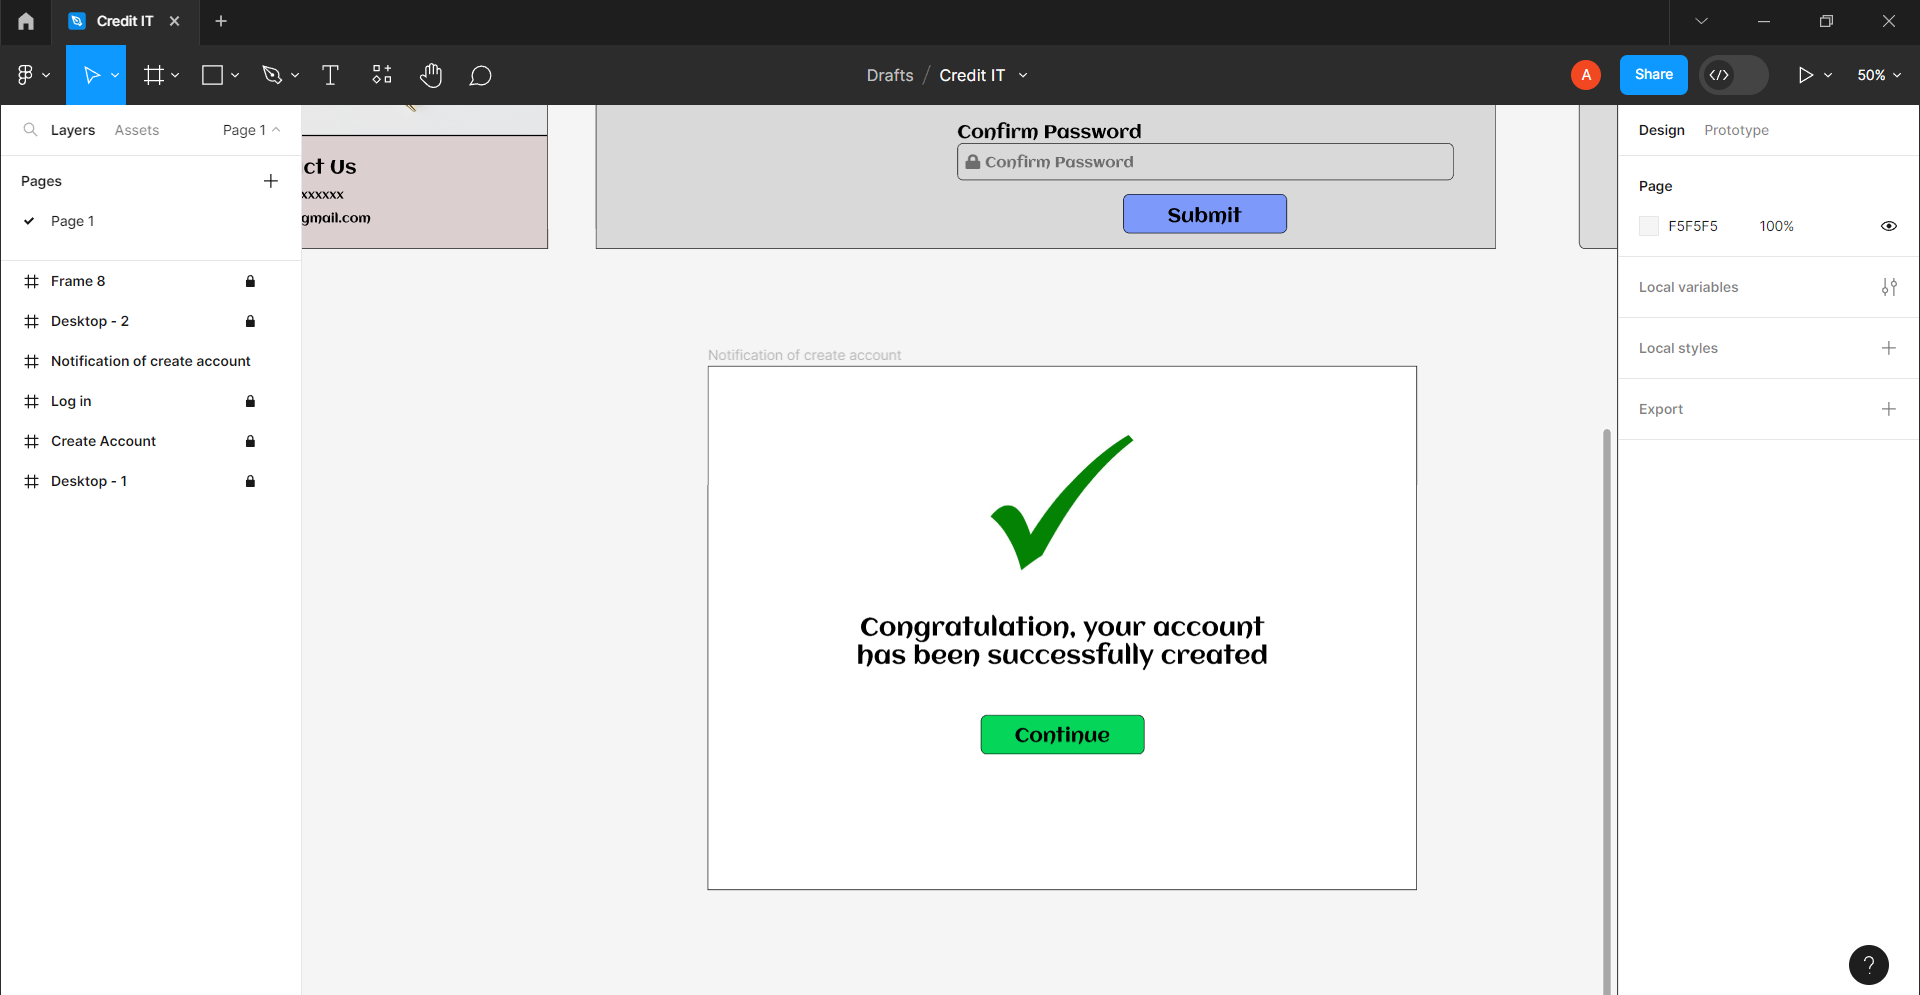 Credit IT
Drafts / Credit IT
A
Share
50%
Layers
Assets
Page 1
Pages
Page 1
Frame 8
Desktop - 2
Notification of create account
Log in
Create Account
Desktop - 1
ct Us
xxxxxx
gmail.com
Confirm Password
Confirm Password
Submit
Notification of create account
Congratulation, your account
has been successfully created
Continue
Design
Prototype
Page
F5F5F5
100%
Local variables
Local styles
Export
?